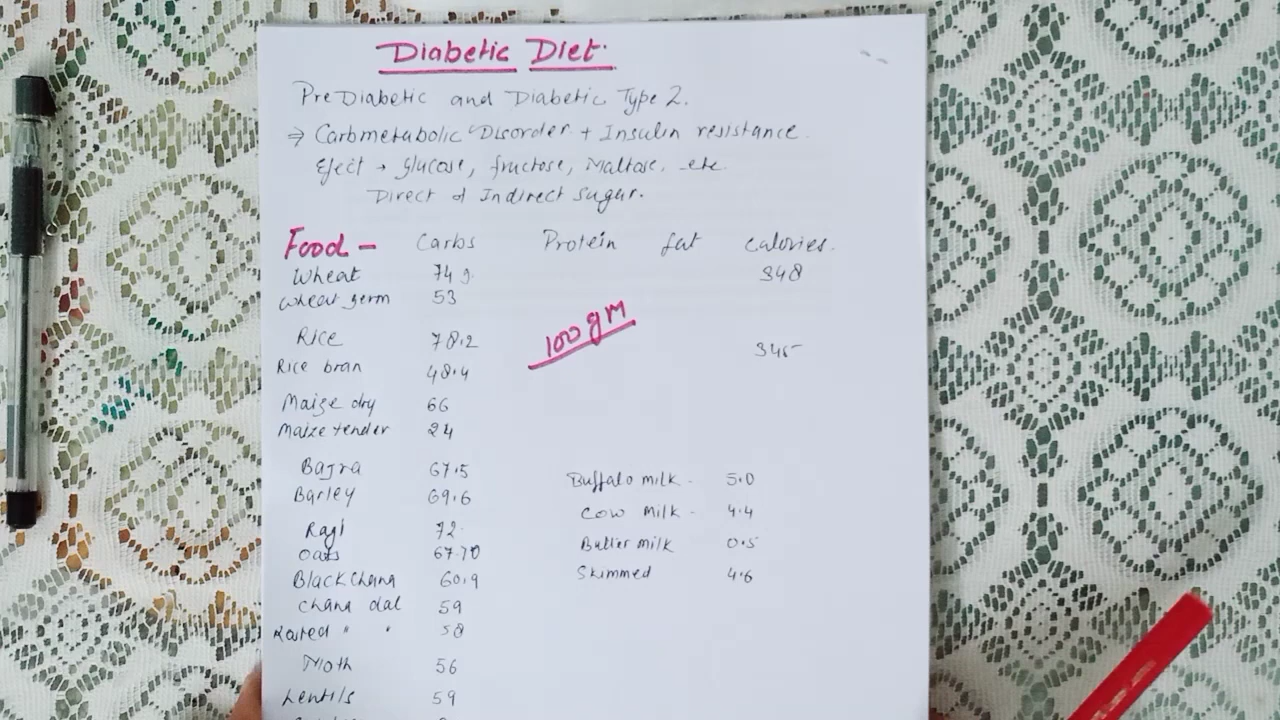 Diabetic Diet.
PreDiabetic and Diabetic Type 2.
⇒ Carbmetabolic Disorder + Insulin resistance.
Efect → glucose, fructose, Maltose, etc.
Direct of Indirect sugar.
Food – Carbs Protein fat calories.
Wheat 74 g. 348
Wheat germ 53
100 gm
Rice 78.2 345
Rice bran 48.4
Maize dry 66
Maize tender 24
Bajra 67.5 Buffalo milk - 5.0
Barley 69.6 Cow milk - 4.4
Ragi 72. Butter milk 0.5
Oats
Black Chana 60.9 Skimmed 4.6
Chana dal 59
" " 58
Moth 56
Lentils 59